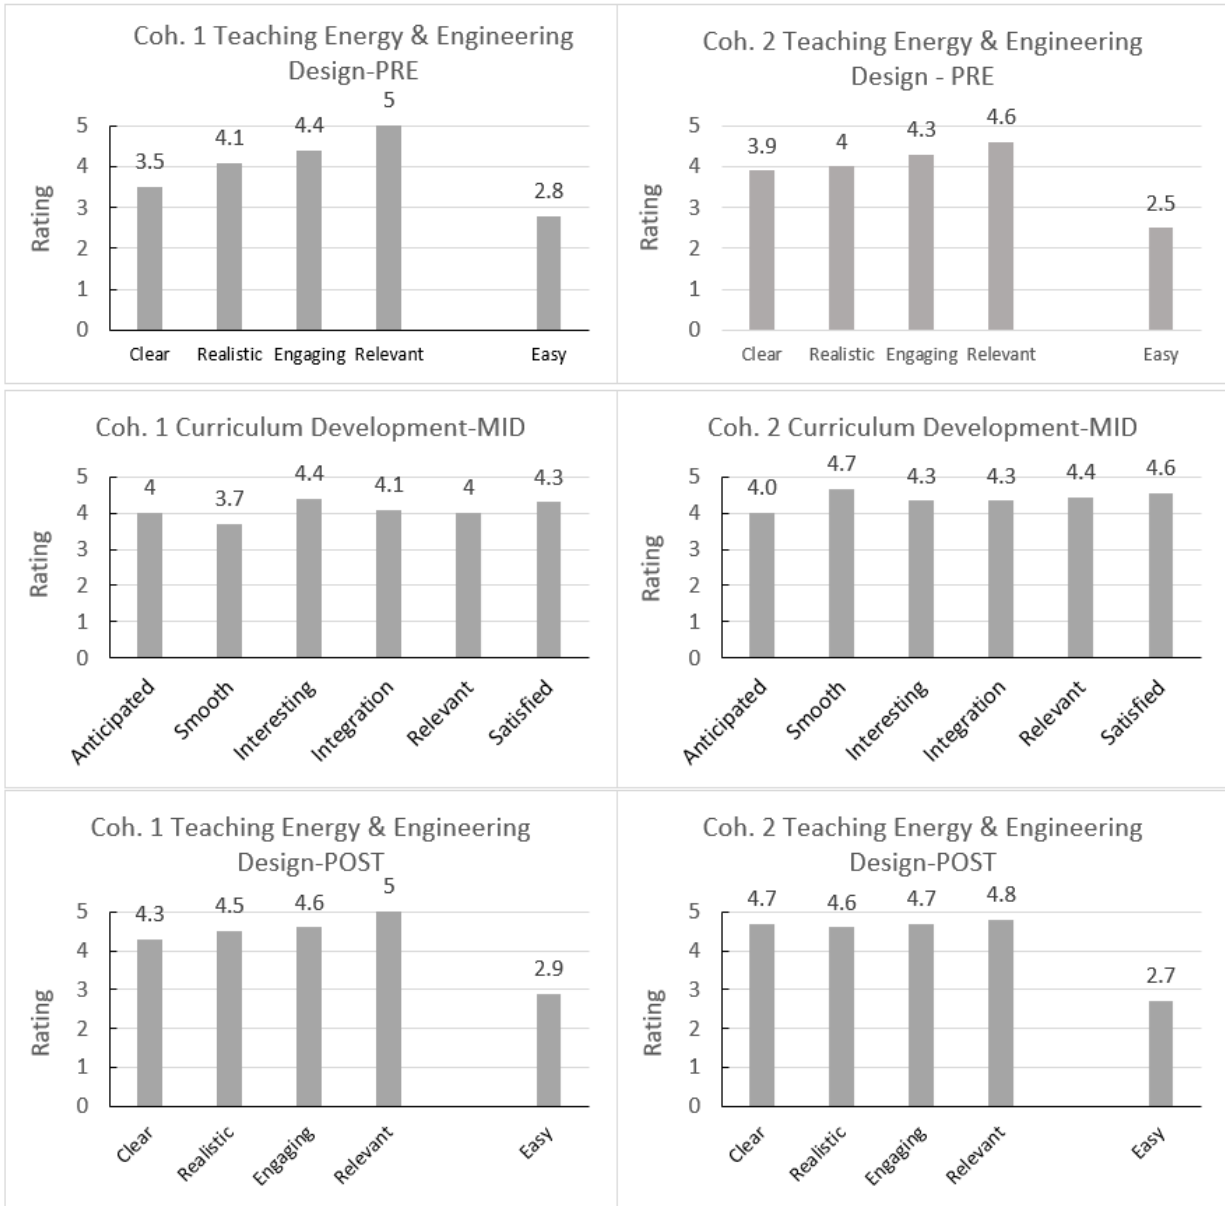 Coh. 1 Teaching Energy & Engineering
Design-PRE
5
4.4
4.1
3.5
2.8
5
4
3
2
1
0
Rating
Clear Realistic Engaging Relevant Easy
Coh. 2 Teaching Energy & Engineering
Design - PRE
4.6
4.3
4
3.9
2.5
5
4
3
2
1
0
Rating
Clear Realistic Engaging Relevant Easy
Coh. 1 Curriculum Development-MID
4 3.7 4.4 4.1 4 4.3
5
4
3
2
1
0
Rating
Anticipated Smooth Interesting Integration Relevant Satisfied
Coh. 2 Curriculum Development-MID
4.0 4.7 4.3 4.3 4.4 4.6
5
4
3
2
1
0
Rating
Anticipated Smooth Interesting Integration Relevant Satisfied
Coh. 1 Teaching Energy & Engineering
Design-POST
4.3 4.5 4.6 5 2.9
5
4
3
2
1
0
Rating
Clear Realistic Engaging Relevant Easy
Coh. 2 Teaching Energy & Engineering
Design-POST
4.7 4.6 4.7 4.8 2.7
5
4
3
2
1
0
Rating
Clear Realistic Engaging Relevant Easy